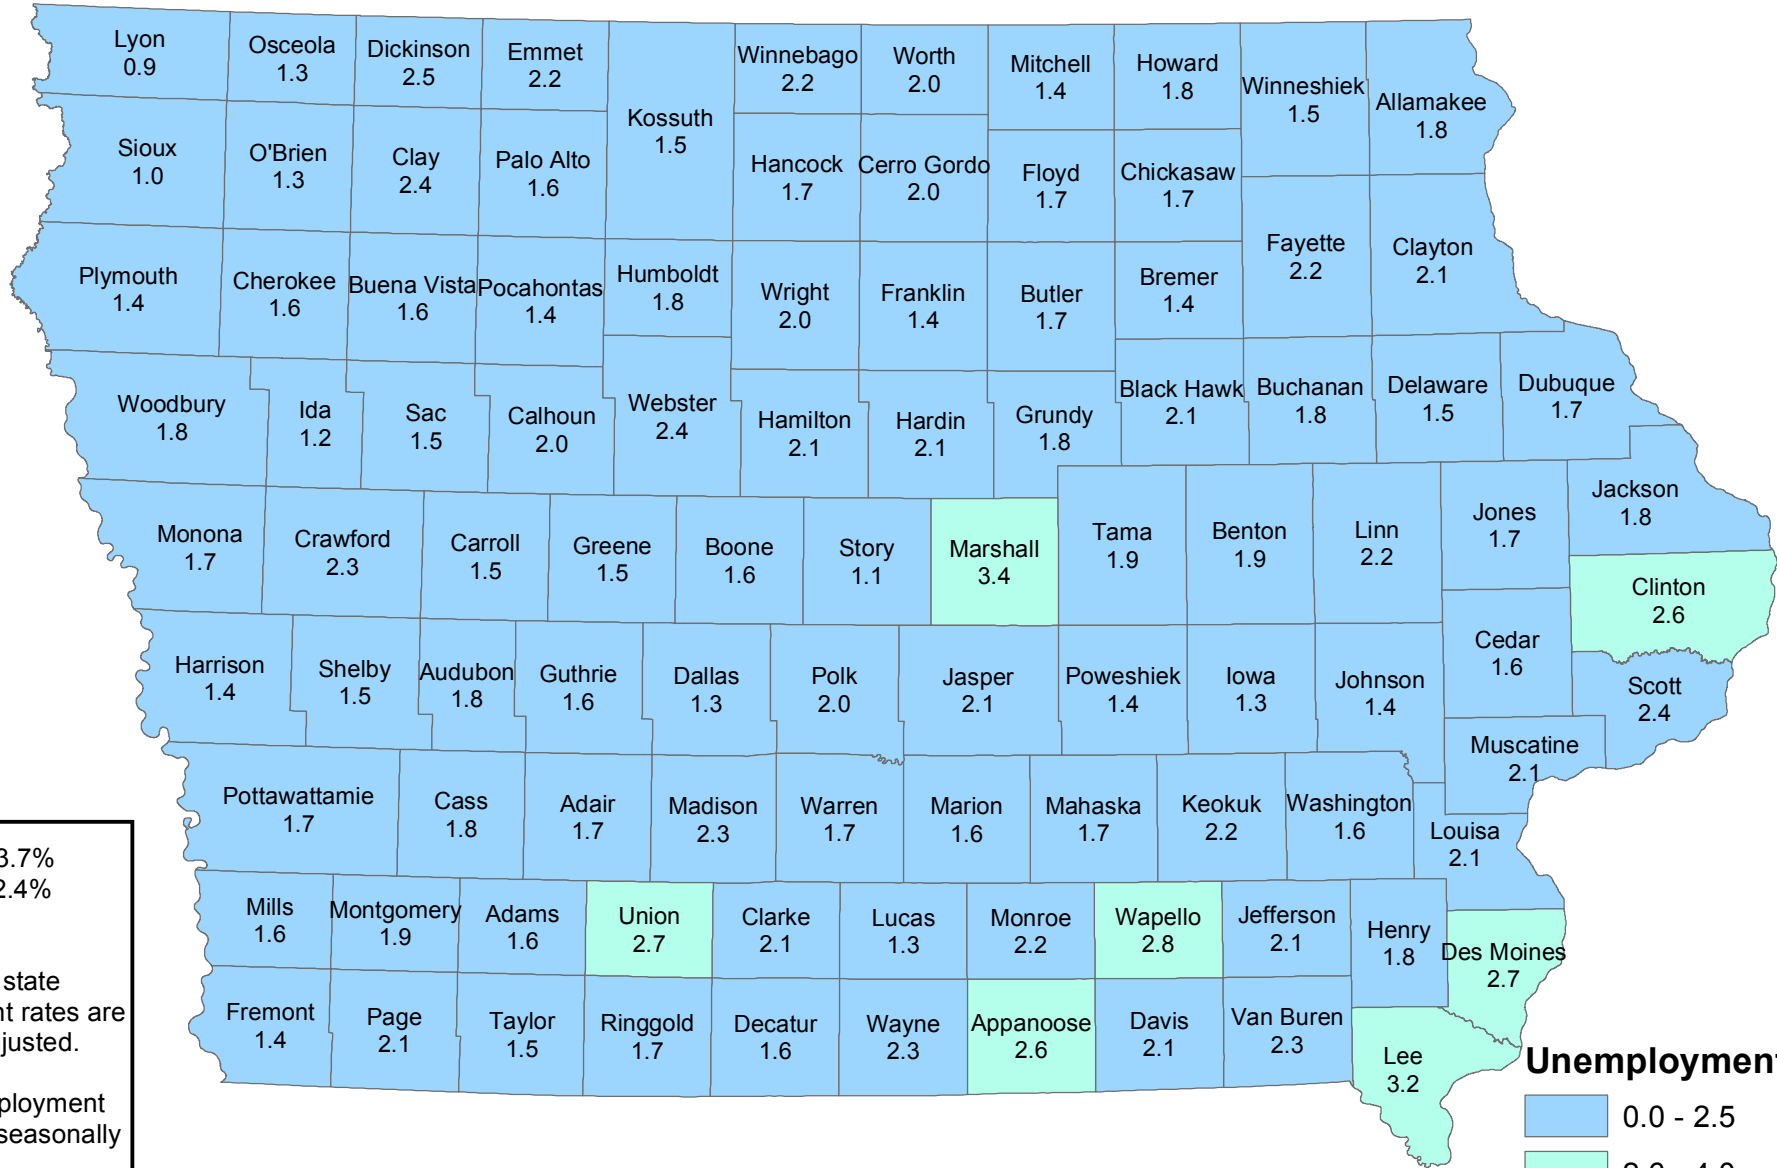 Lyon
0.9
Osceola
1.3
Dickinson
2.5
Emmet
2.2
Kossuth
1.5
Winnebago
2.2
Worth
2.0
Mitchell
1.4
Howard
1.8
Winneshiek
1.5
Allamakee
1.8
Sioux
1.0
O'Brien
1.3
Clay
2.4
Palo Alto
1.6
Hancock
1.7
Cerro Gordo
2.0
Floyd
1.7
Chickasaw
1.7
Fayette
2.2
Clayton
2.1
Plymouth
1.4
Cherokee
1.6
Buena Vista
1.6
Pocahontas
1.4
Humboldt
1.8
Wright
2.0
Franklin
1.4
Butler
1.7
Bremer
1.4
Woodbury
1.8
Ida
1.2
Sac
1.5
Calhoun
2.0
Webster
2.4
Hamilton
2.1
Hardin
2.1
Grundy
1.8
Black Hawk
2.1
Buchanan
1.8
Delaware
1.5
Dubuque
1.7
Monona
1.7
Crawford
2.3
Carroll
1.5
Greene
1.5
Boone
1.6
Story
1.1
Marshall
3.4
Tama
1.9
Benton
1.9
Linn
2.2
Jones
1.7
Jackson
1.8
Clinton
2.6
Harrison
1.4
Shelby
1.5
Audubon
1.8
Guthrie
1.6
Dallas
1.3
Polk
2.0
Jasper
2.1
Poweshiek
1.4
Iowa
1.3
Johnson
1.4
Cedar
1.6
Scott
2.4
Muscatine
2.1
Pottawattamie
1.7
Cass
1.8
Adair
1.7
Madison
2.3
Warren
1.7
Marion
1.6
Mahaska
1.7
Keokuk
2.2
Washington
1.6
Louisa
2.1
Mills
1.6
Montgomery
1.9
Adams
1.6
Union
2.7
Clarke
2.1
Lucas
1.3
Monroe
2.2
Wapello
2.8
Jefferson
2.1
Henry
1.8
Des Moines
2.7
Fremont
1.4
Page
2.1
Taylor
1.5
Ringgold
1.7
Decatur
1.6
Wayne
2.3
Appanoose
2.6
Davis
2.1
Van Buren
2.3
Lee
3.2
3.7%
2.4%
state
rates are
seasonally
Unemployment
0.0 - 2.5